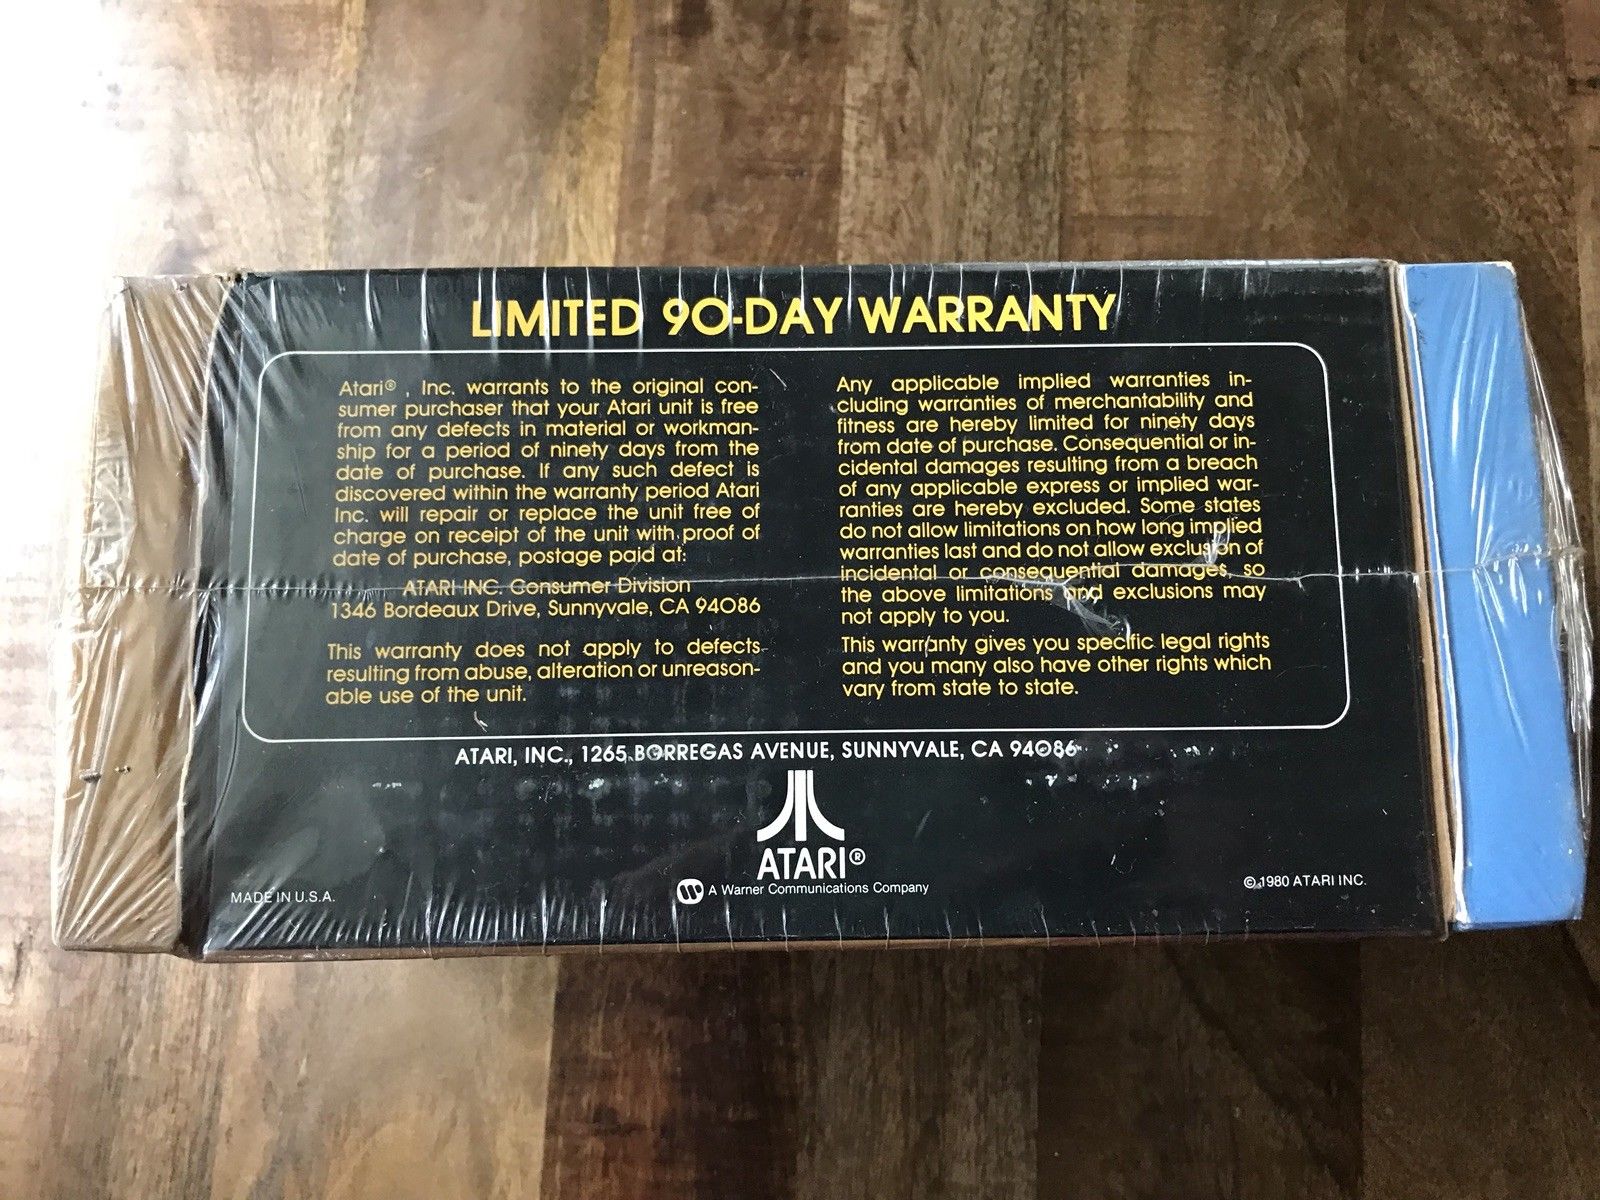 LIMITED 90-DAY WARRANTY
Atari® , Inc. warrants to the original con-
sumer purchaser that your Atari unit is free
from any defects in material or workman-
ship for a period of ninety days from the
date of purchase. If any such defect is
discovered within the warranty period Atari
Inc. will repair or replace the unit free of
charge on receipt of the unit with proof of
date of purchase, postage paid at:
ATARI INC. Consumer Division
1346 Bordeaux Drive, Sunnyvale, CA 94086
This warranty does not apply to defects
resulting from abuse, alteration or unreason-
able use of the unit.
Any applicable implied warranties in-
cluding warranties of merchantability and
fitness are hereby limited for ninety days
from date of purchase. Consequential or in-
cidental damages resulting from a breach
of any applicable express or implied war-
ranties are hereby excluded. Some states
do not allow limitations on how long implied
warranties last and do not allow exclusion of
incidental or consequential damages, so
the above limitations and exclusions may
not apply to you.
This warranty gives you specific legal rights
and you many also have other rights which
vary from state to state.
ATARI, INC., 1265 BORREGAS AVENUE, SUNNYVALE, CA 94086
ATARI®
A Warner Communications Company
MADE IN U.S.A.
© 1980 ATARI INC.